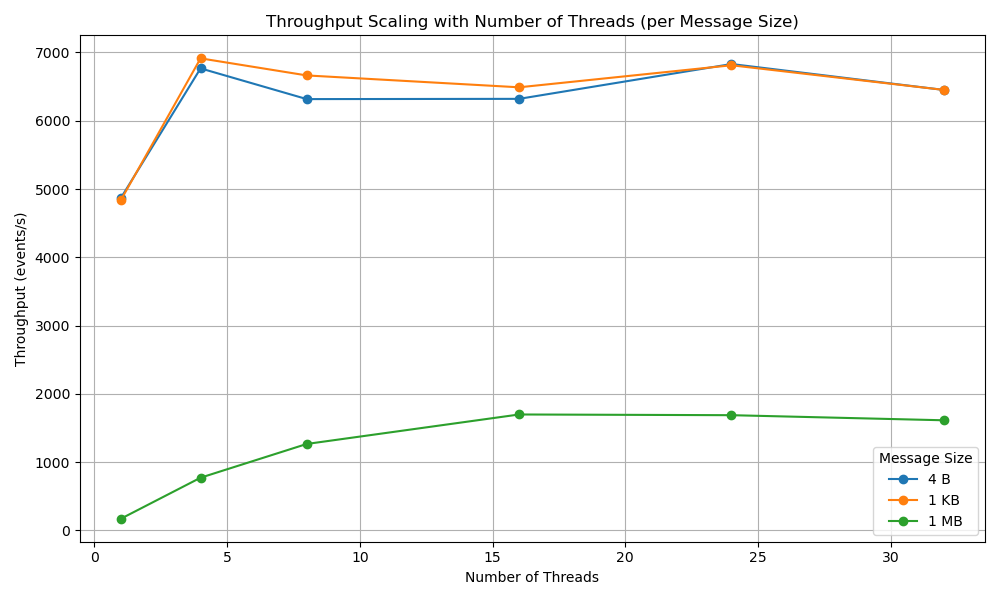 Throughput Scaling with Number of Threads (per Message Size)
Throughput (events/s)
7000
6000
5000
4000
3000
2000
1000
0
0 5 10 15 20 25 30
Number of Threads
Message Size
4 B
1 KB
1 MB